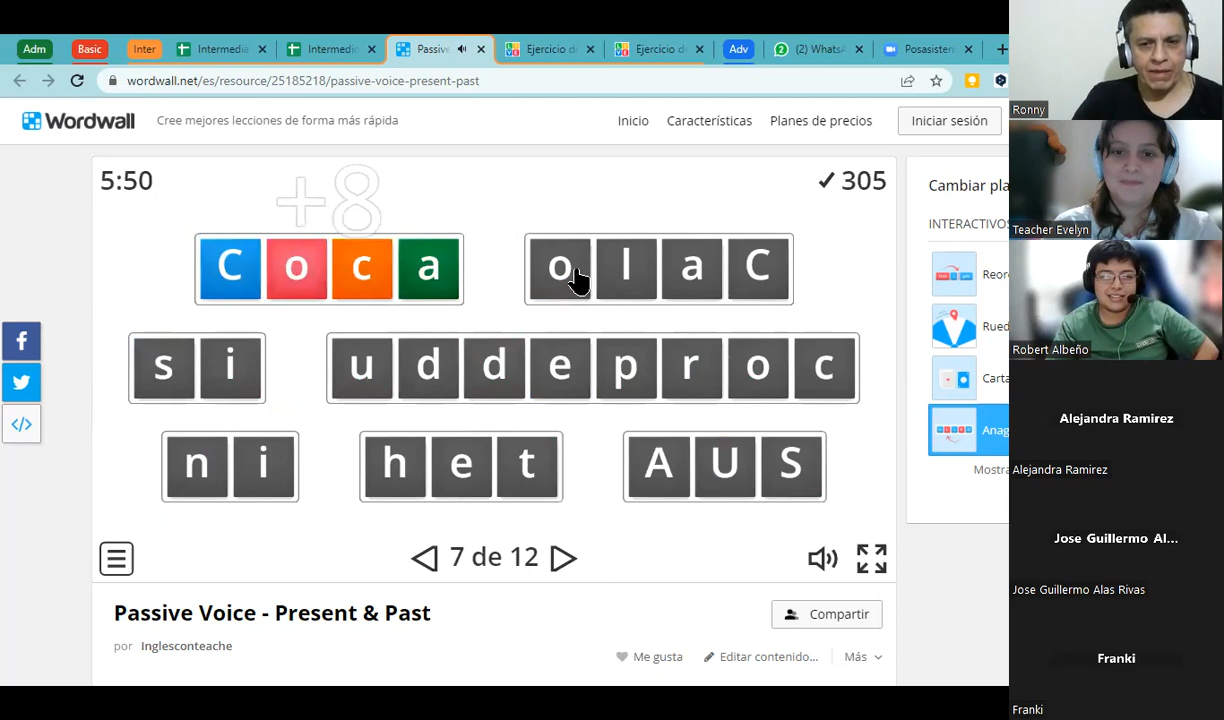 Adm
Basic
Inter
Intermedia
Intermedio
Passive
Ejercicio d
Ejercicio de
Adv
(2) WhatsA
Posasisten
wordwall.net/es/resource/25185218/passive-voice-present-past
Wordwall
Cree mejores lecciones de forma más rápida
Inicio
Características
Planes de precios
Iniciar sesión
5:50
+8
305
C o c a
o l a C
s i
u d d e p r o c
n i
h e t
A U S
7 de 12
Passive Voice - Present & Past
Compartir
por Inglesconteache
Me gusta
Editar contenido...
Más
Cambiar pla
INTERACTIVOS
Reor
Rued
Carta
Anag
Mostra
Ronny
Teacher Evelyn
Robert Albeño
Alejandra Ramirez
Alejandra Ramirez
Jose Guillermo Al...
Jose Guillermo Alas Rivas
Franki
Franki